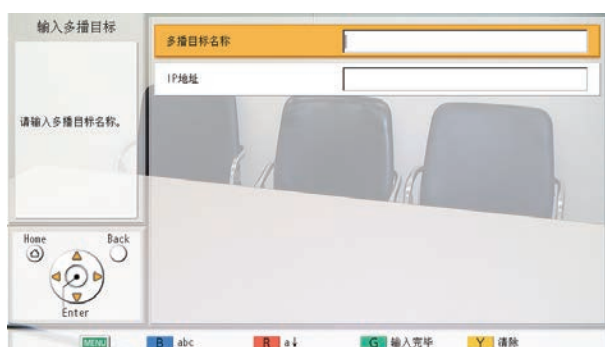 输入多播目标
多播目标名称
IP地址
请输入多播目标名称。
Home
Back
Enter
MENU
B abc
R a↓
G 输入完毕
Y 清除